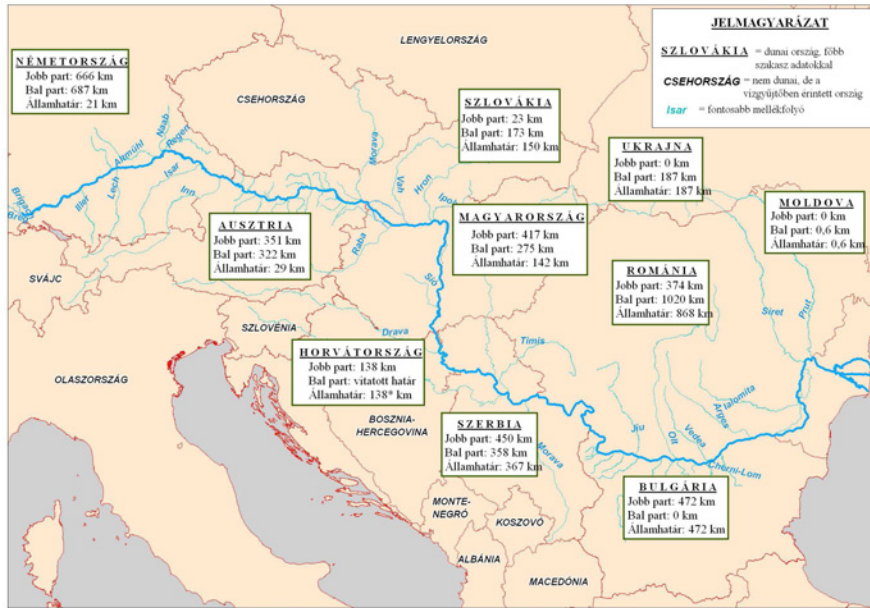 JELMAGYARÁZAT
SZLOVÁKIA = dunai ország, főbb
szakasz adatokkal
CSEHORSZÁG = nem dunai, de a
vízgyűjtőben érintett ország
Isar = fontosabb mellékfolyó
LENGYELORSZÁG
NÉMETORSZÁG
Jobb part: 666 km
Bal part: 687 km
Államhatár: 21 km
CSEHORSZÁG
SZLOVÁKIA
Jobb part: 23 km
Bal part: 173 km
Államhatár: 150 km
UKRAJNA
Jobb part: 0 km
Bal part: 187 km
Államhatár: 187 km
MOLDOVA
Jobb part: 0 km
Bal part: 0,6 km
Államhatár: 0,6 km
Naab
Regen
Altmühl
Isar
Inn
Lech
Iller
Morava
Vah
Hron
Ipoly
AUSZTRIA
Jobb part: 351 km
Bal part: 322 km
Államhatár: 29 km
MAGYARORSZÁG
Jobb part: 417 km
Bal part: 275 km
Államhatár: 142 km
ROMÁNIA
Jobb part: 374 km
Bal part: 1020 km
Államhatár: 868 km
Raba
Sió
SVÁJC
Siret
Prut
SZLOVÉNIA
Drava
Timis
HORVÁTORSZÁG
Jobb part: 138 km
Bal part: vitatott határ
Államhatár: 138* km
OLASZORSZÁG
BOSZNIA-
HERCEGOVINA
SZERBIA
Jobb part: 450 km
Bal part: 358 km
Államhatár: 367 km
Morava
Jiu
Olt
Vedea
Arges
Ialomita
Cherni-Lom
BULGÁRIA
Jobb part: 472 km
Bal part: 0 km
Államhatár: 472 km
MONTE-
NEGRÓ
KOSZOVÓ
ALBÁNIA
MACEDÓNIA